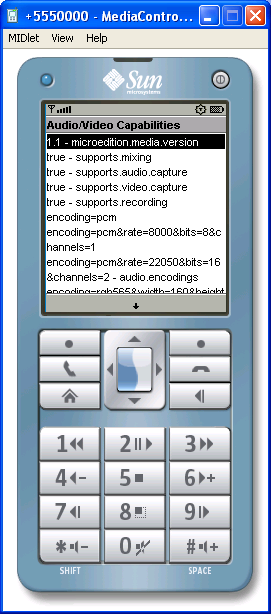 +5550000 - MediaContro...
MIDlet View Help
Sun
microsystems
Audio/Video Capabilities
1.1 - microedition.media.version
true - supports.mixing
true - supports.audio.capture
true - supports.video.capture
true - supports.recording
encoding=pcm
encoding=pcm&rate=8000&bits=8&c
hannels=1
encoding=pcm&rate=22050&bits=16
&channels=2 - audio.encodings
encoding=rgb565&width=160&height
1 2 3
4 - 5 6 +
7 8 9
* - 0 # +
SHIFT SPACE